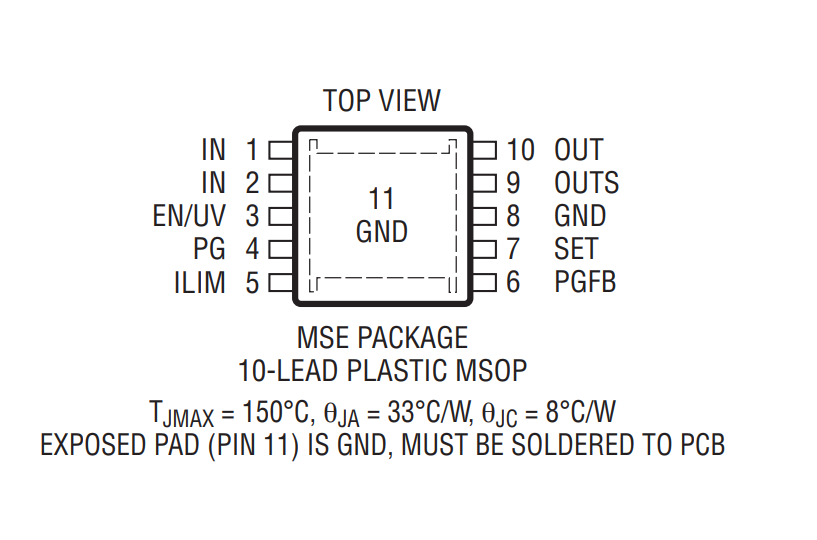 TOP VIEW
IN 1
IN 2
EN/UV 3
PG 4
ILIM 5
11
GND
10 OUT
9 OUTS
8 GND
7 SET
6 PGFB
MSE PACKAGE
10-LEAD PLASTIC MSOP
TJMAX = 150°C, θJA = 33°C/W, θJC = 8°C/W
EXPOSED PAD (PIN 11) IS GND, MUST BE SOLDERED TO PCB